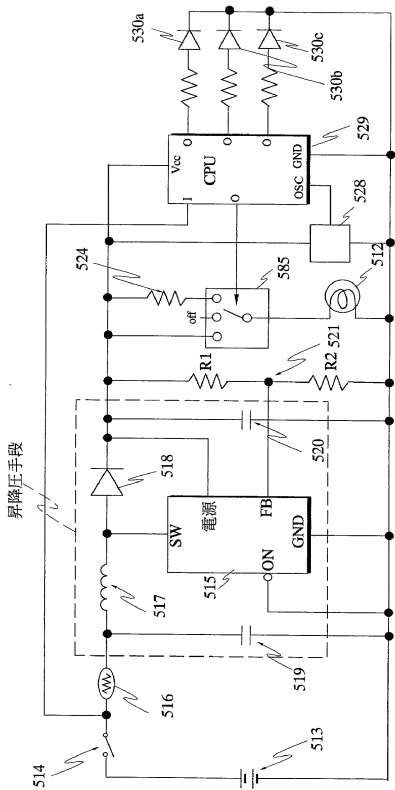 530a
530c
530b
529
Vcc
I
CPU
O
O
O
O
OSC
GND
528
524
off
585
512
R1
521
R2
昇降圧手段
518
520
SW
電源
FB
515
ON
GND
517
519
516
514
513